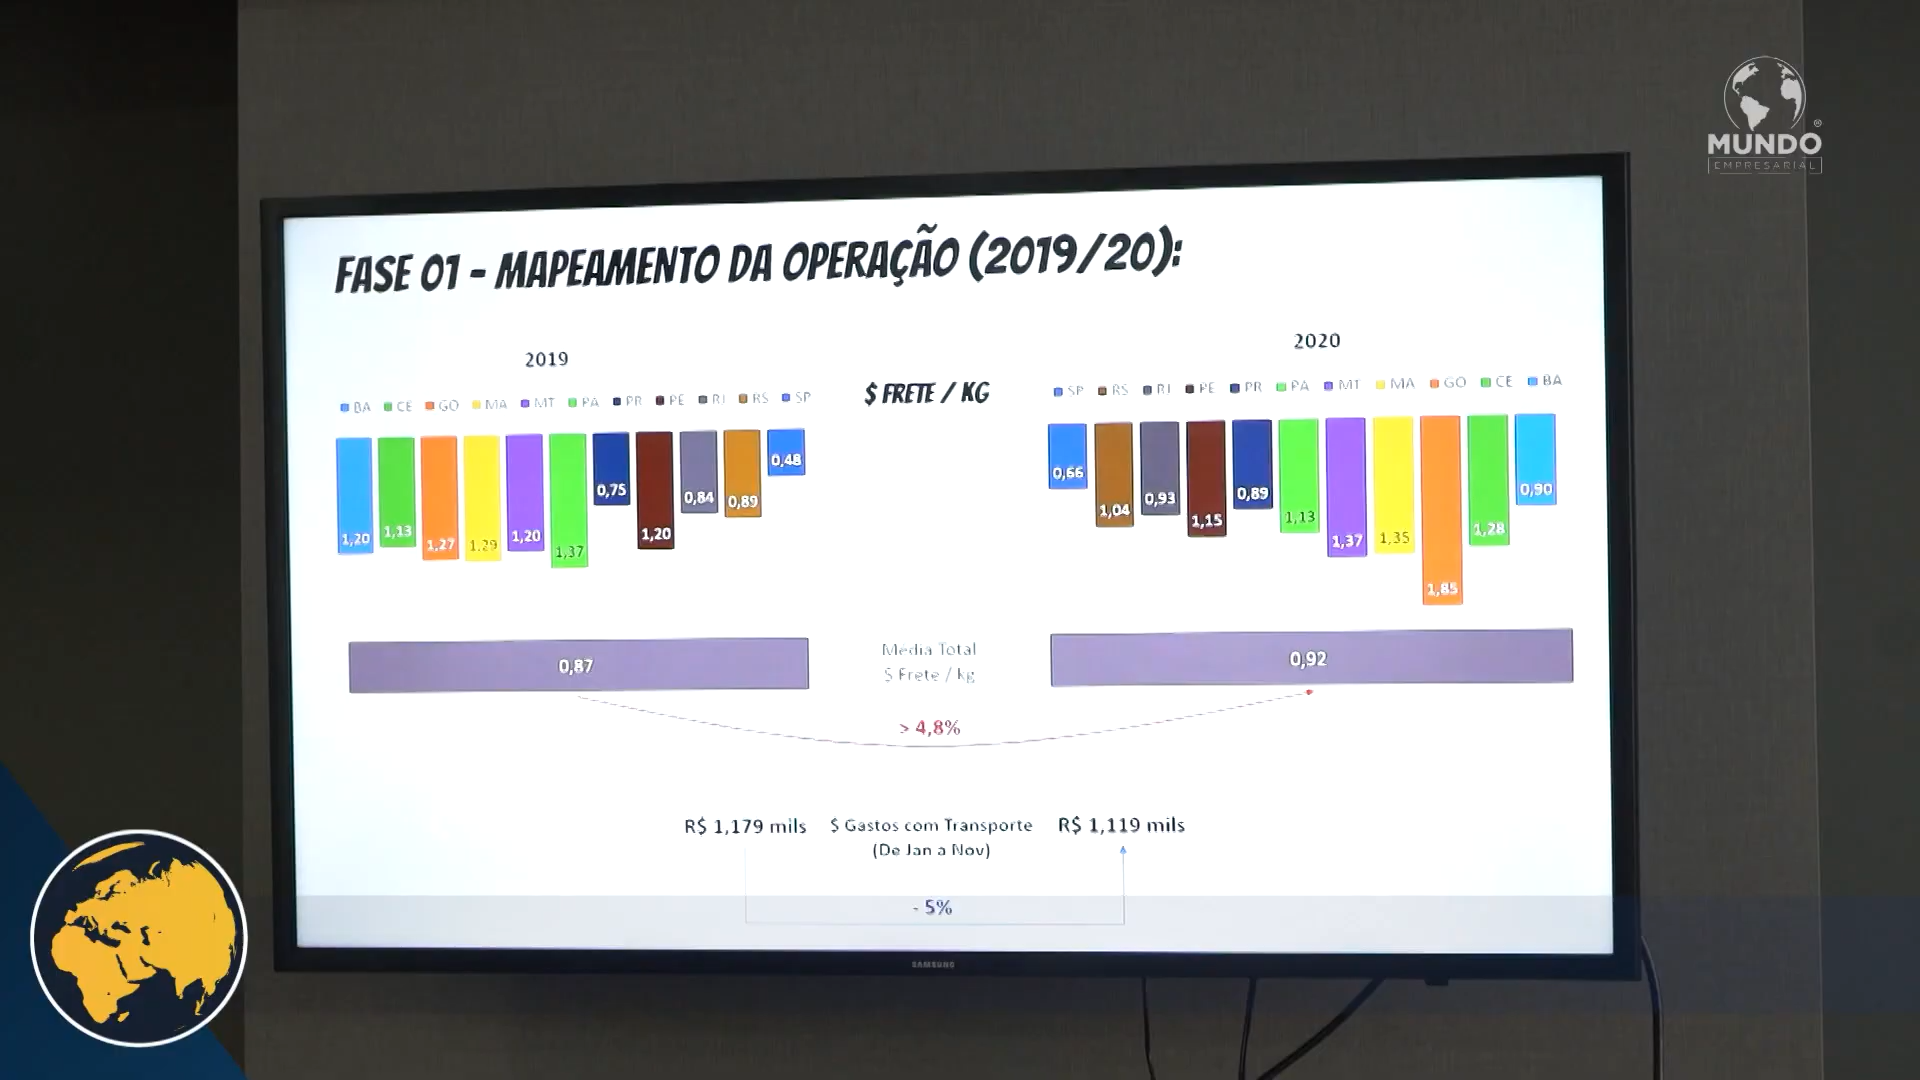 MUNDO
EMPRESARIAL
FASE 01 - MAPEAMENTO DA OPERAÇÃO (2019/20):
2019
BA CE GO MA MT PA PR PE RJ RS SP
1,20 1,13 1,27 1,29 1,20 1,37 0,75 1,20 0,84 0,89 0,48
$ FRETE / KG
2020
SP RS RJ PE PR PA MT MA GO CE BA
0,66 1,04 0,93 1,15 0,89 1,13 1,37 1,35 1,85 1,28 0,90
0,87
Média Total
$ Frete / kg
0,92
> 4,8%
R$ 1,179 mils
$ Gastos com Transporte
(De Jan a Nov)
R$ 1,119 mils
- 5%
SAMSUNG